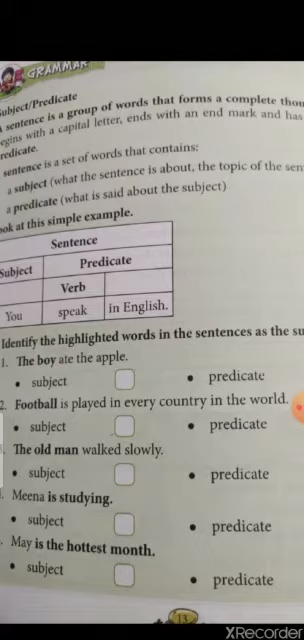 GRAMMAR
Subject/Predicate
A sentence is a group of words that forms a complete thou
egins with a capital letter, ends with an end mark and has
redicate.
sentence is a set of words that contains:
a subject (what the sentence is about, the topic of the sen
a predicate (what is said about the subject)
ook at this simple example.
Sentence
Subject Predicate
Verb
You speak in English.
Identify the highlighted words in the sentences as the su
1. The boy ate the apple.
• subject • predicate
2. Football is played in every country in the world.
• subject • predicate
. The old man walked slowly.
• subject • predicate
. Meena is studying.
• subject • predicate
. May is the hottest month.
• subject • predicate
13
XRecorder